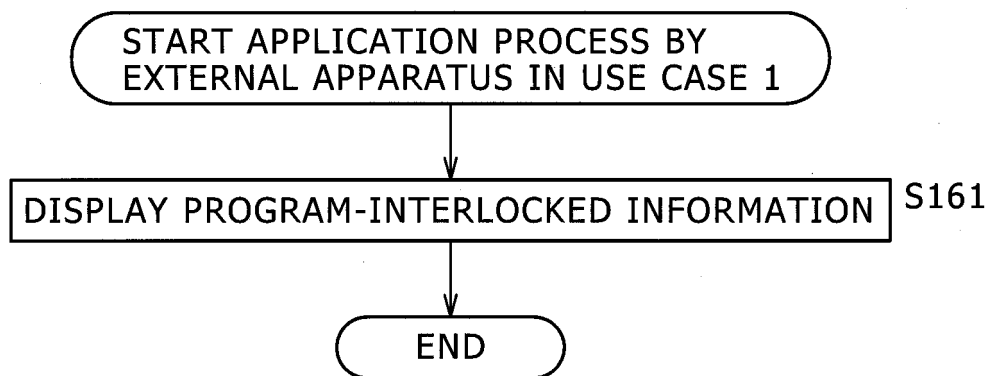 START APPLICATION PROCESS BY
EXTERNAL APPARATUS IN USE CASE 1
DISPLAY PROGRAM-INTERLOCKED INFORMATION
S161
END